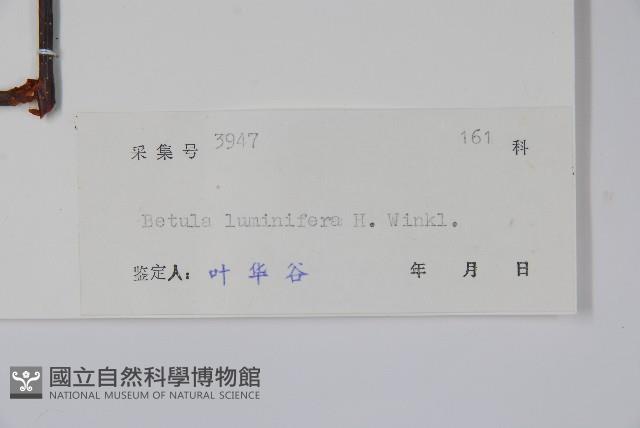 采集号 3947 161 科
Betula luminifera H. Winkl.
鉴定人: 叶华谷 年 月 日
國立自然科學博物館
NATIONAL MUSEUM OF NATURAL SCIENCE